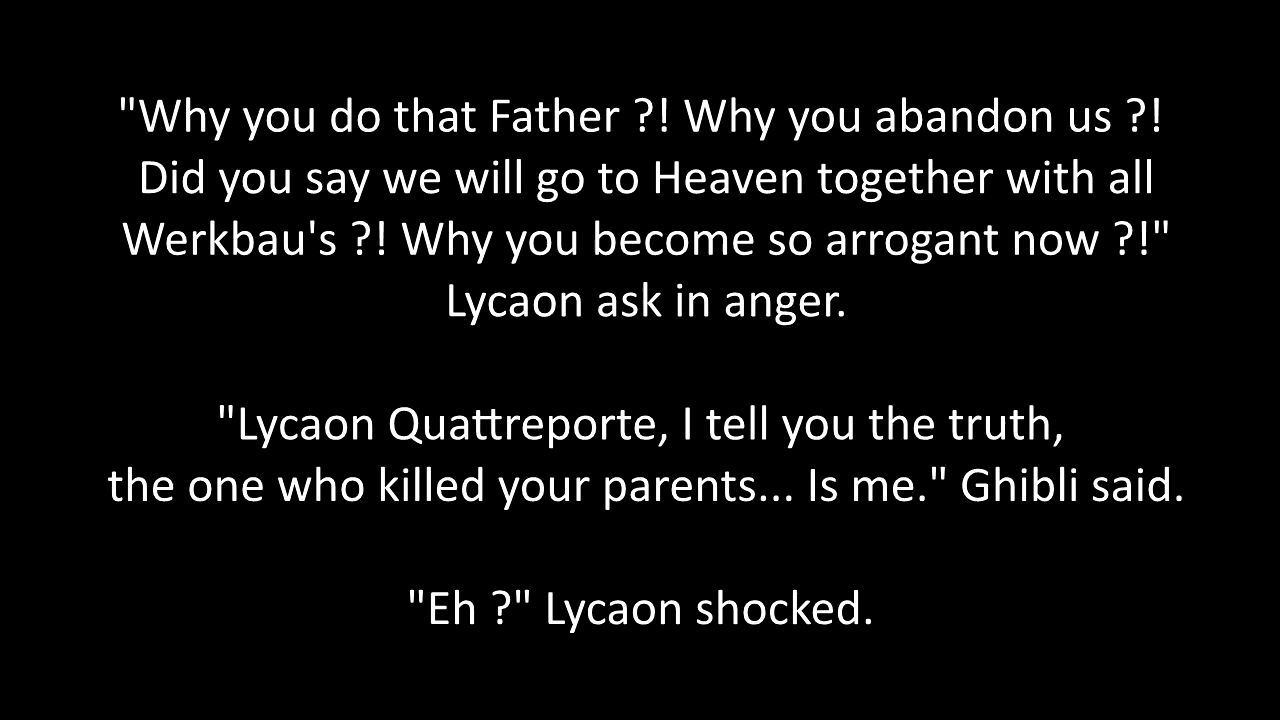 "Why you do that Father ?! Why you abandon us ?!
Did you say we will go to Heaven together with all
Werkbau's ?! Why you become so arrogant now ?!"
Lycaon ask in anger.
"Lycaon Quattreporte, I tell you the truth,
the one who killed your parents... Is me." Ghibli said.
"Eh ?" Lycaon shocked.